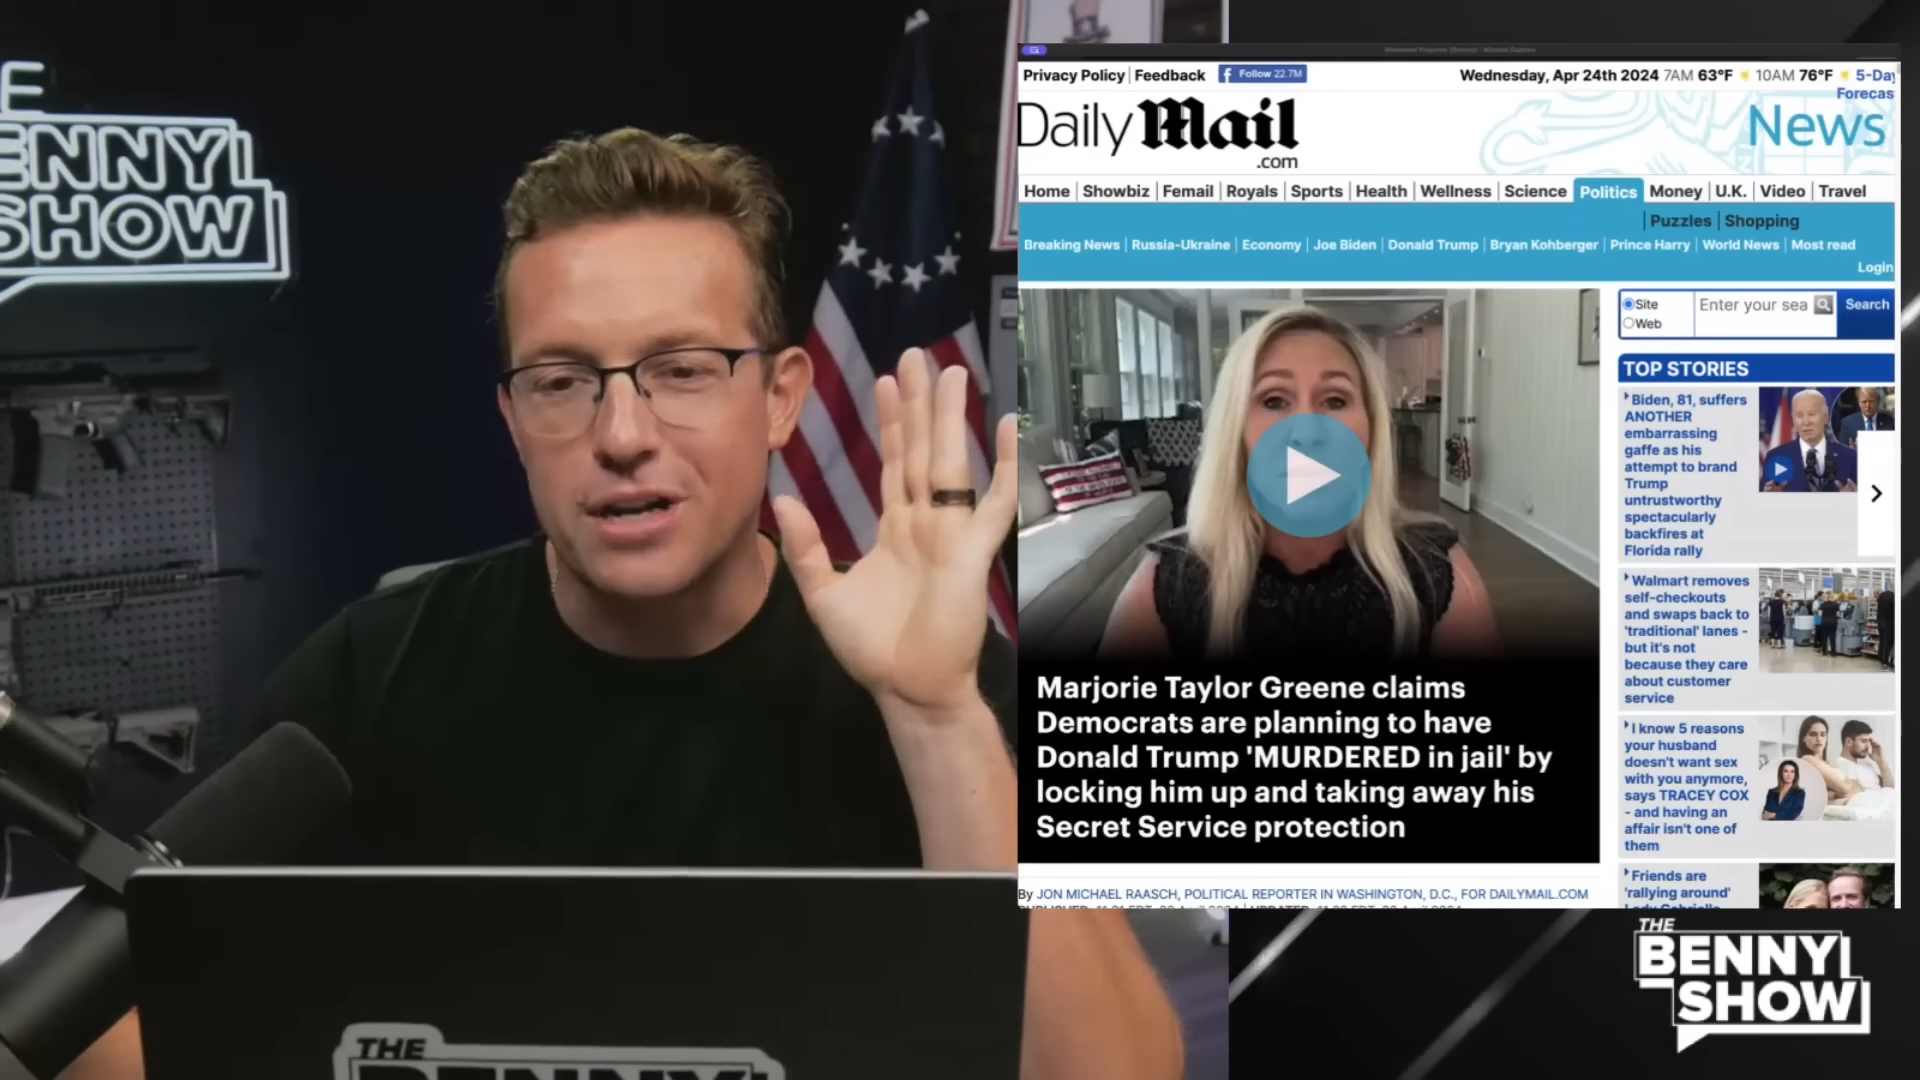 E
ENNY
SHOW
Privacy Policy | Feedback
Follow 22.7M
Wednesday, Apr 24th 2024 7AM 63°F 10AM 76°F 5-Day
Forecas
Daily Mail
.com
News
Home | Showbiz | Femail | Royals | Sports | Health | Wellness | Science | Politics | Money | U.K. | Video | Travel
| Puzzles | Shopping
Breaking News | Russia-Ukraine | Economy | Joe Biden | Donald Trump | Bryan Kohberger | Prince Harry | World News | Most read
Login
Site
Web
Enter your sea
Search
Marjorie Taylor Greene claims
Democrats are planning to have
Donald Trump 'MURDERED in jail' by
locking him up and taking away his
Secret Service protection
By JON MICHAEL RAASCH, POLITICAL REPORTER IN WASHINGTON, D.C., FOR DAILYMAIL.COM
TOP STORIES
Biden, 81, suffers
ANOTHER
embarrassing
gaffe as his
attempt to brand
Trump
untrustworthy
spectacularly
backfires at
Florida rally
Walmart removes
self-checkouts
and swaps back to
'traditional' lanes -
but it's not
because they care
about customer
service
I know 5 reasons
your husband
doesn't want sex
with you anymore,
says TRACEY COX
- and having an
affair isn't one of
them
Friends are
'rallying around'
THE
BENNY
SHOW
THE
BENNY